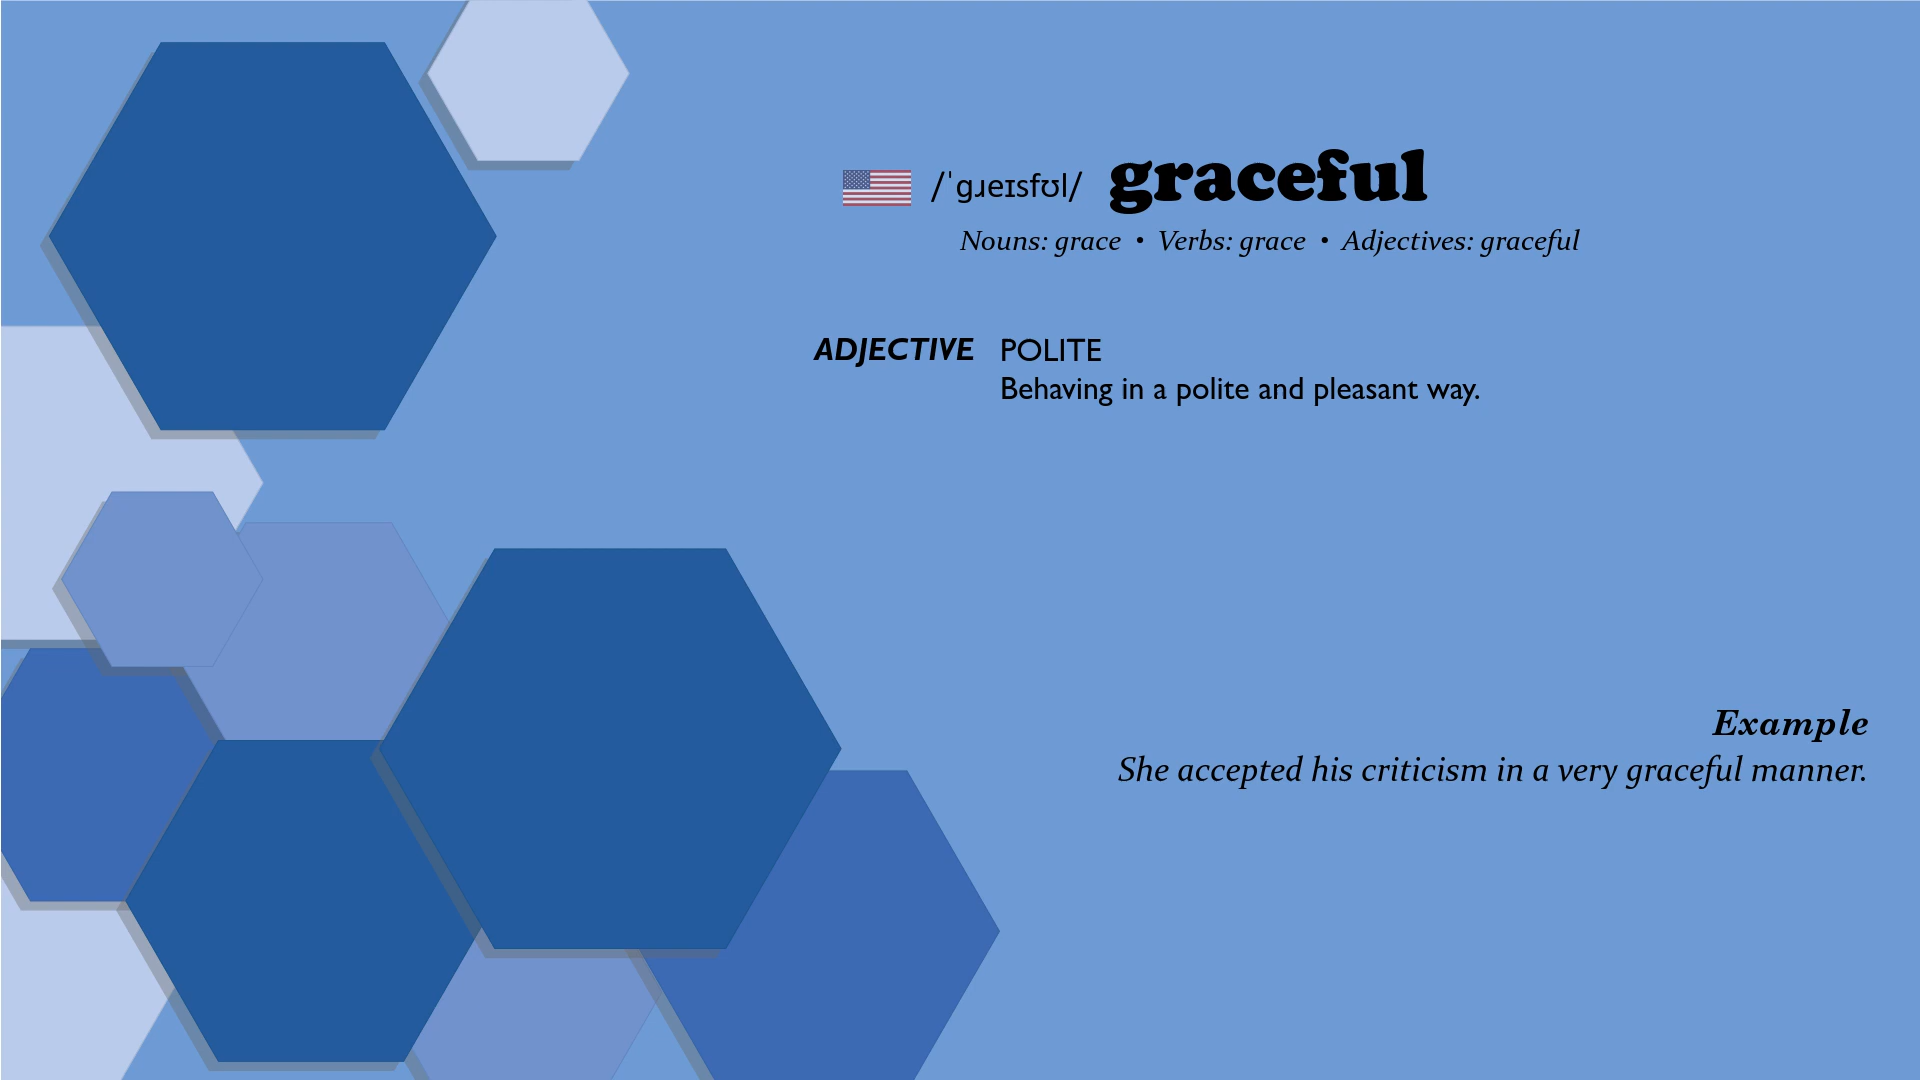 /ˈgɹeɪsfʊl/ graceful
Nouns: grace • Verbs: grace • Adjectives: graceful
ADJECTIVE POLITE
Behaving in a polite and pleasant way.
Example
She accepted his criticism in a very graceful manner.